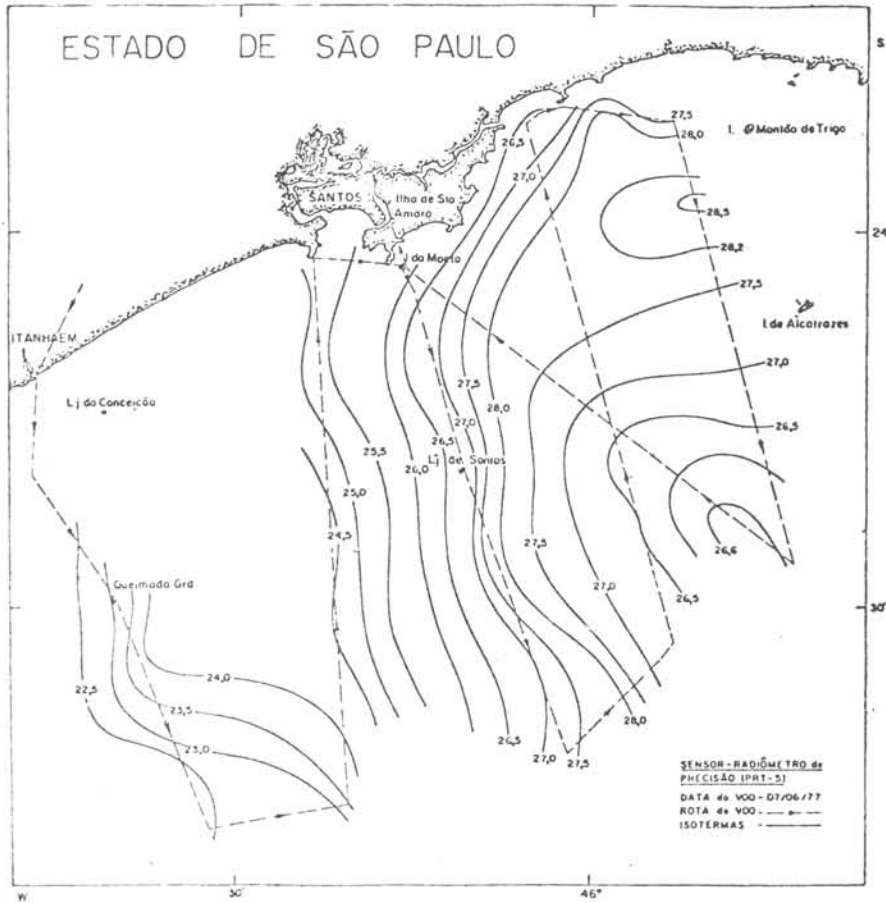 ESTADO DE SÃO PAULO
S
27,5
28,0
I. Montão de Trigo
26,5
27,0
SANTOS
Ilha de Sto
Amaro
28,5
24°
28,2
I da Moela
27,5
I. de Alcatrazes
ITANHAEM
27,0
27,5
Lj da Conceição
28,0
26,5
27,0
26,5
25,5
26,0
Lj de Santos
25,0
24,5
27,5
26,6
Queimada Grd
27,0
26,5
30'
24,0
22,5
23,5
28,0
23,0
26,5
27,0
27,5
SENSOR-RADIÔMETRO de
PRECISÃO (PRT-5)
DATA do VOO - 07/06/77
ROTA de VOO -
ISOTERMAS -
W
30'
46°